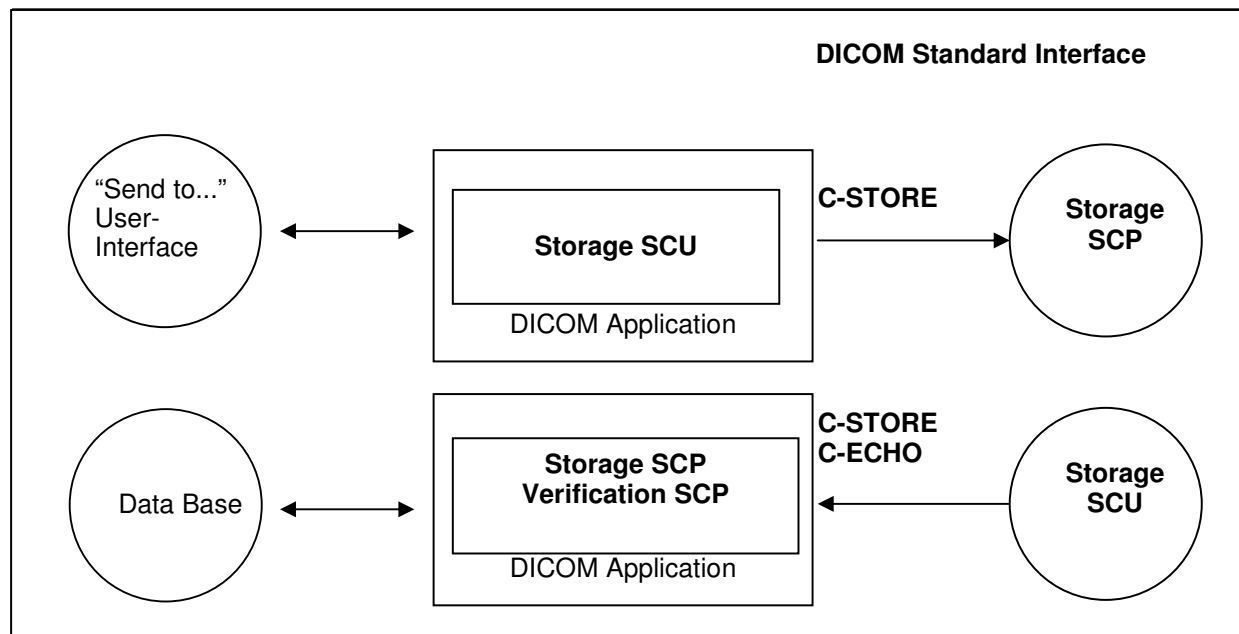 DICOM Standard Interface
“Send to...”
User-
Interface
Storage SCU
DICOM Application
C-STORE
Storage
SCP
Data Base
Storage SCP
Verification SCP
DICOM Application
C-STORE
C-ECHO
Storage
SCU